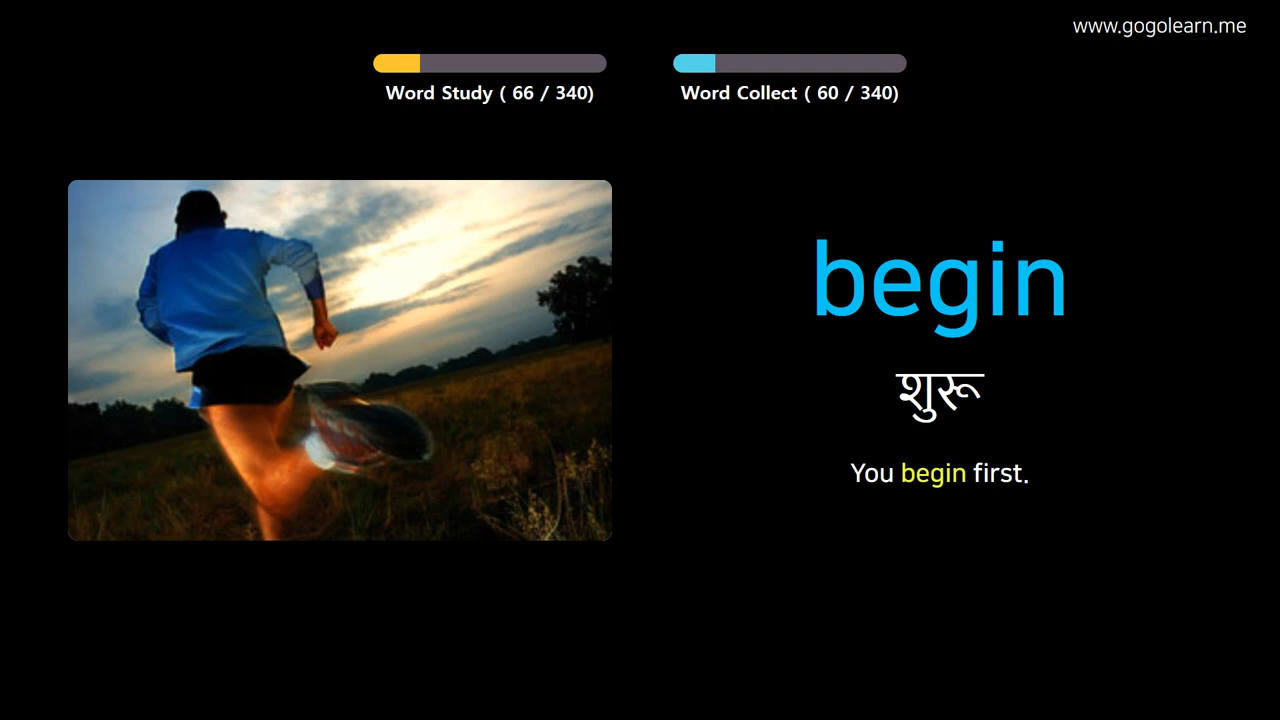 www.gogolearn.me
Word Study ( 66 / 340)
Word Collect ( 60 / 340)
begin
शुरू
You begin first.